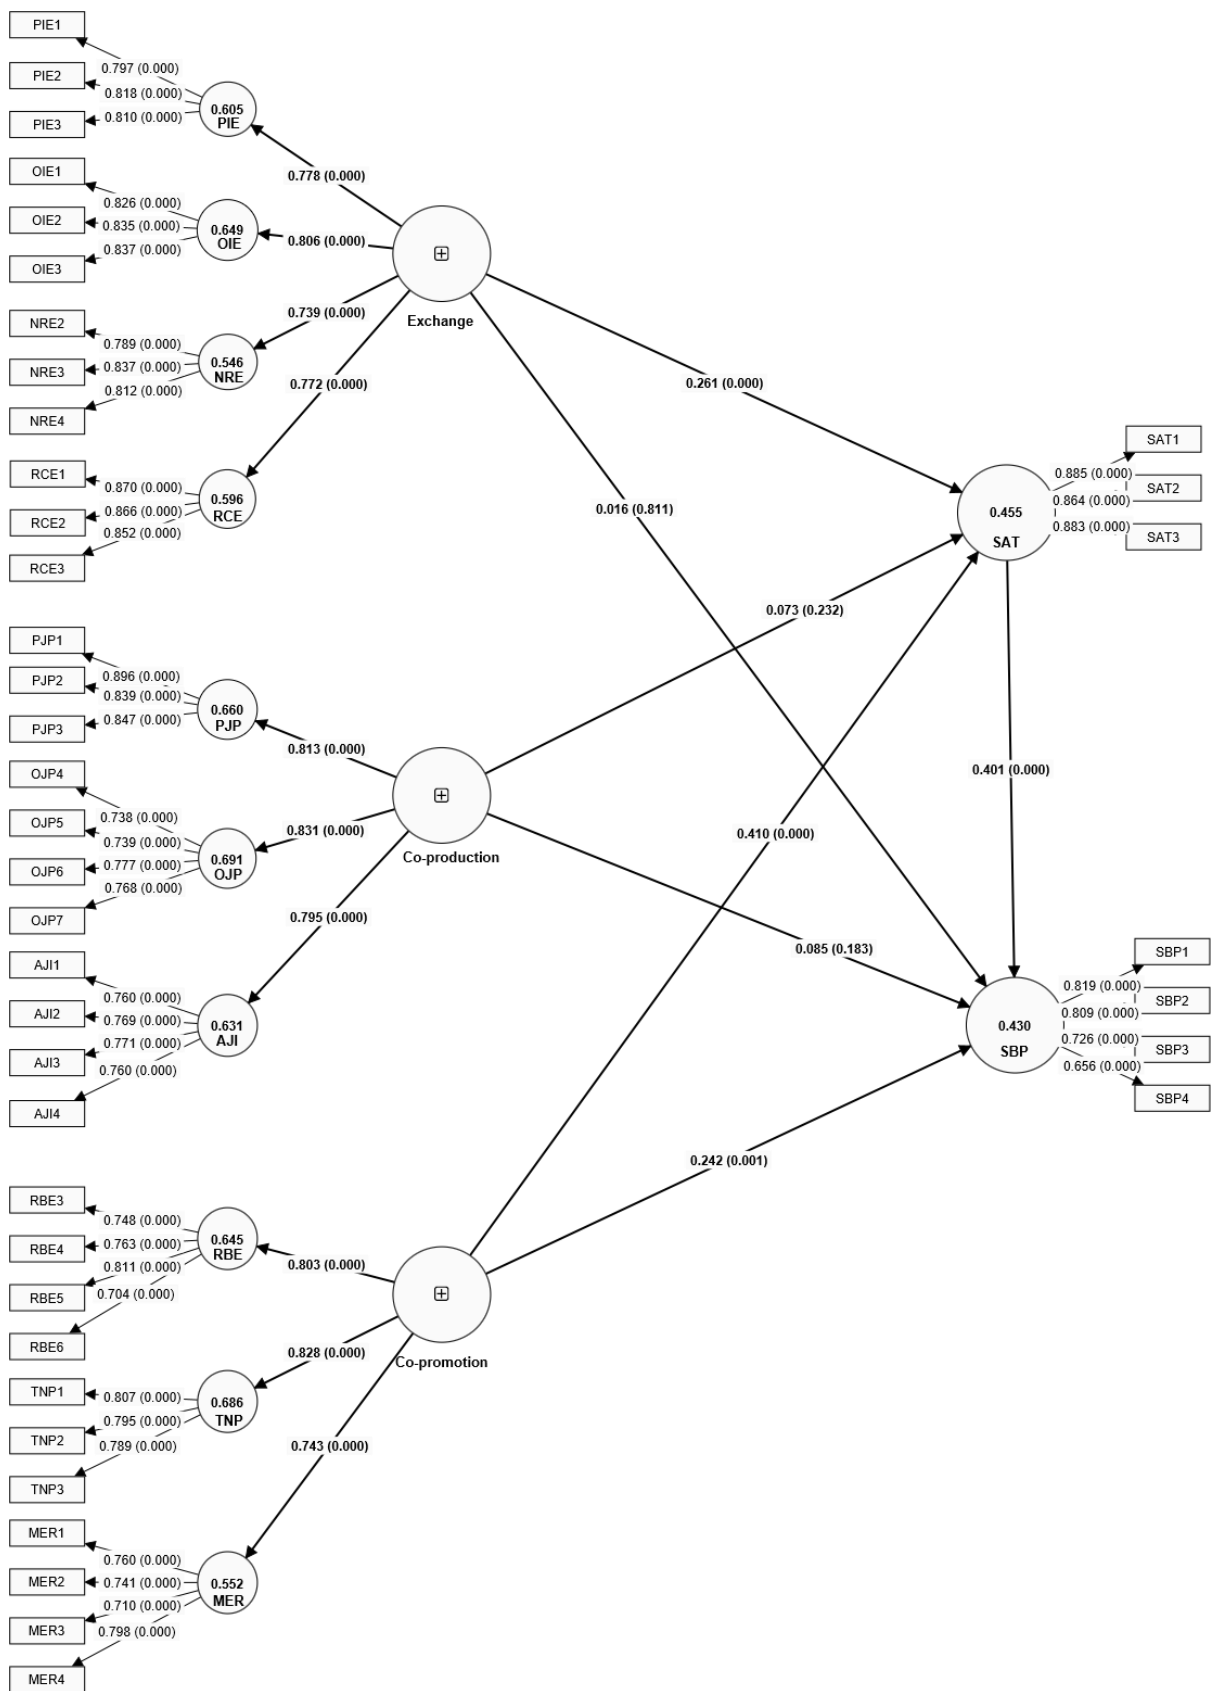 PIE1
0.797 (0.000)
PIE2
0.818 (0.000)
PIE3
0.810 (0.000)
0.605
PIE
0.778 (0.000)
OIE1
0.826 (0.000)
OIE2
0.835 (0.000)
OIE3
0.837 (0.000)
0.649
OIE
0.806 (0.000)
NRE2
0.789 (0.000)
NRE3
0.837 (0.000)
NRE4
0.812 (0.000)
0.546
NRE
0.739 (0.000)
RCE1
0.870 (0.000)
RCE2
0.866 (0.000)
RCE3
0.852 (0.000)
0.596
RCE
0.772 (0.000)
Exchange
0.261 (0.000)
0.016 (0.811)
PJP1
0.896 (0.000)
PJP2
0.839 (0.000)
PJP3
0.847 (0.000)
0.660
PJP
0.813 (0.000)
OJP4
0.738 (0.000)
OJP5
0.739 (0.000)
OJP6
0.777 (0.000)
OJP7
0.768 (0.000)
0.691
OJP
0.831 (0.000)
AJI1
0.760 (0.000)
AJI2
0.769 (0.000)
AJI3
0.771 (0.000)
AJI4
0.760 (0.000)
0.631
AJI
0.795 (0.000)
Co-production
0.073 (0.232)
0.085 (0.183)
RBE3
0.748 (0.000)
RBE4
0.763 (0.000)
RBE5
0.811 (0.000)
RBE6
0.704 (0.000)
0.645
RBE
0.803 (0.000)
TNP1
0.807 (0.000)
TNP2
0.795 (0.000)
TNP3
0.789 (0.000)
0.686
TNP
0.828 (0.000)
MER1
0.760 (0.000)
MER2
0.741 (0.000)
MER3
0.710 (0.000)
MER4
0.798 (0.000)
0.552
MER
0.743 (0.000)
Co-promotion
0.410 (0.000)
0.242 (0.001)
0.455
SAT
SAT1
0.885 (0.000)
SAT2
0.864 (0.000)
SAT3
0.883 (0.000)
0.401 (0.000)
0.430
SBP
SBP1
0.819 (0.000)
SBP2
0.809 (0.000)
SBP3
0.726 (0.000)
SBP4
0.656 (0.000)